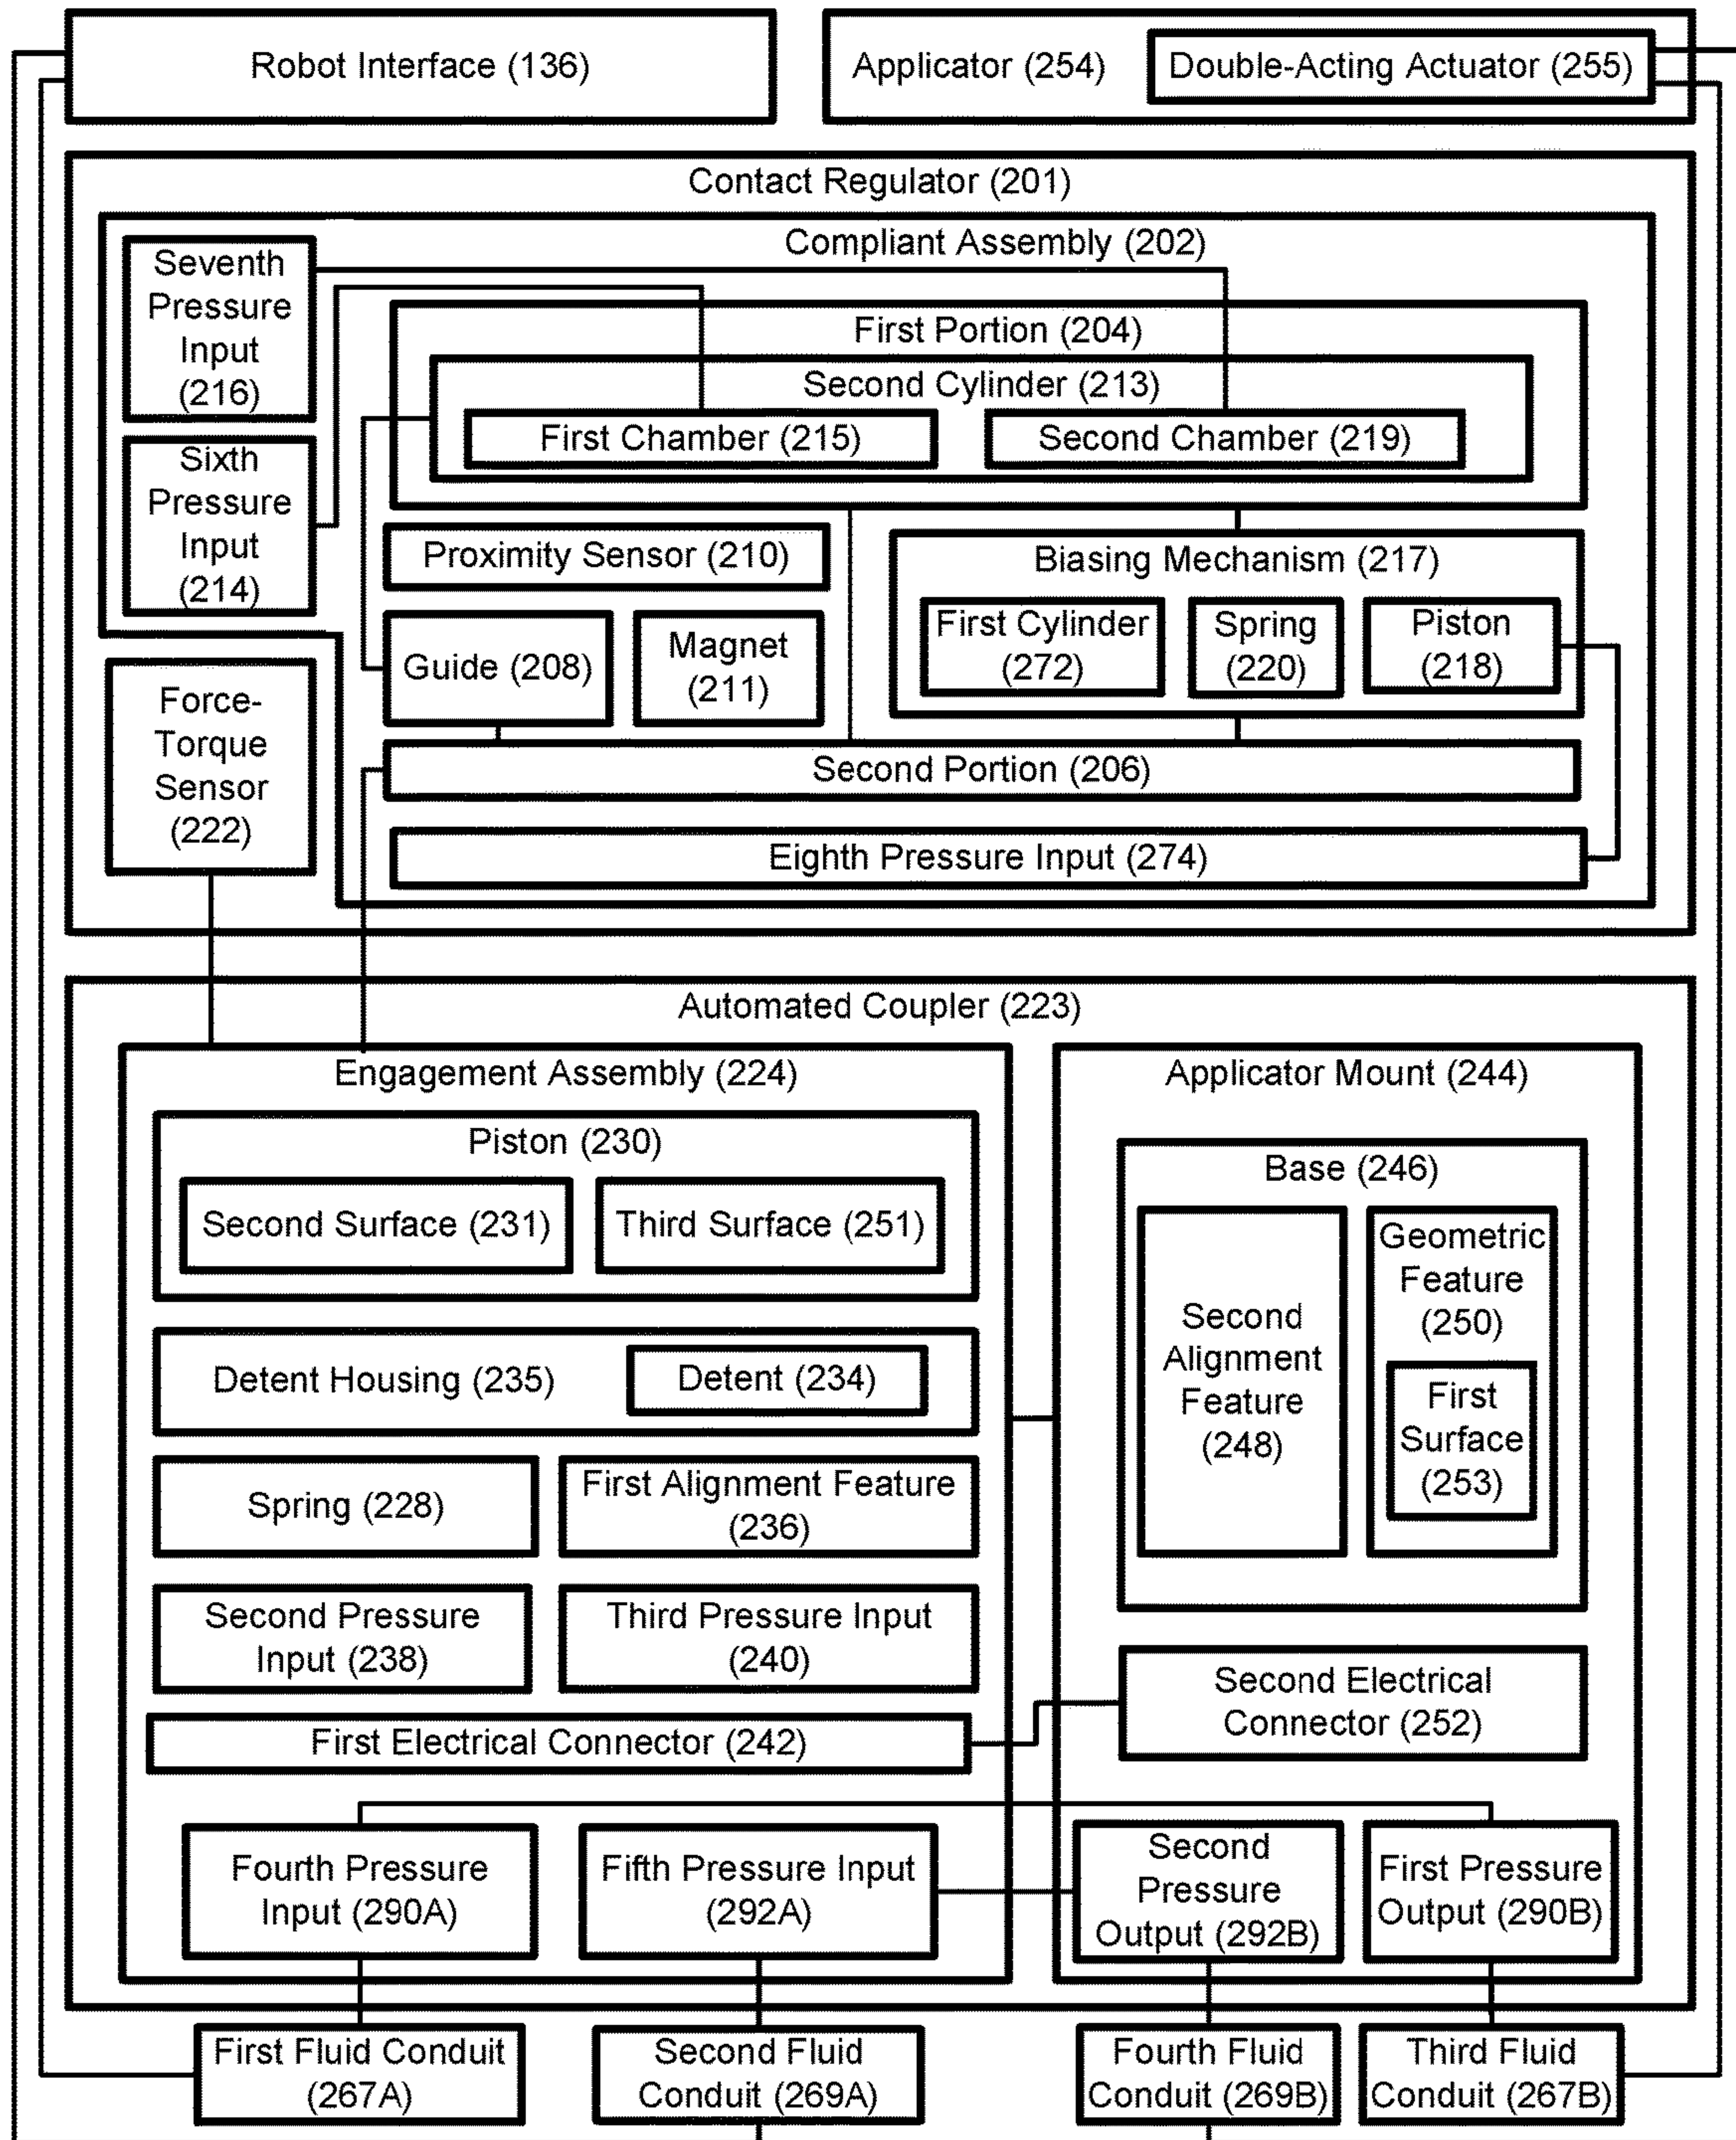 Robot Interface (136)
Applicator (254)
Double-Acting Actuator (255)
Contact Regulator (201)
Compliant Assembly (202)
Seventh
Pressure
Input
(216)
First Portion (204)
Second Cylinder (213)
First Chamber (215)
Second Chamber (219)
Sixth
Pressure
Input
(214)
Proximity Sensor (210)
Biasing Mechanism (217)
First Cylinder
(272)
Spring
(220)
Piston
(218)
Guide (208)
Magnet
(211)
Force-
Torque
Sensor
(222)
Second Portion (206)
Eighth Pressure Input (274)
Automated Coupler (223)
Engagement Assembly (224)
Piston (230)
Second Surface (231)
Third Surface (251)
Detent Housing (235)
Detent (234)
Spring (228)
First Alignment Feature
(236)
Second Pressure
Input (238)
Third Pressure Input
(240)
First Electrical Connector (242)
Fourth Pressure
Input (290A)
Fifth Pressure Input
(292A)
Applicator Mount (244)
Base (246)
Second
Alignment
Feature
(248)
Geometric
Feature
(250)
First
Surface
(253)
Second Electrical
Connector (252)
Second
Pressure
Output (292B)
First Pressure
Output (290B)
First Fluid Conduit
(267A)
Second Fluid
Conduit (269A)
Fourth Fluid
Conduit (269B)
Third Fluid
Conduit (267B)